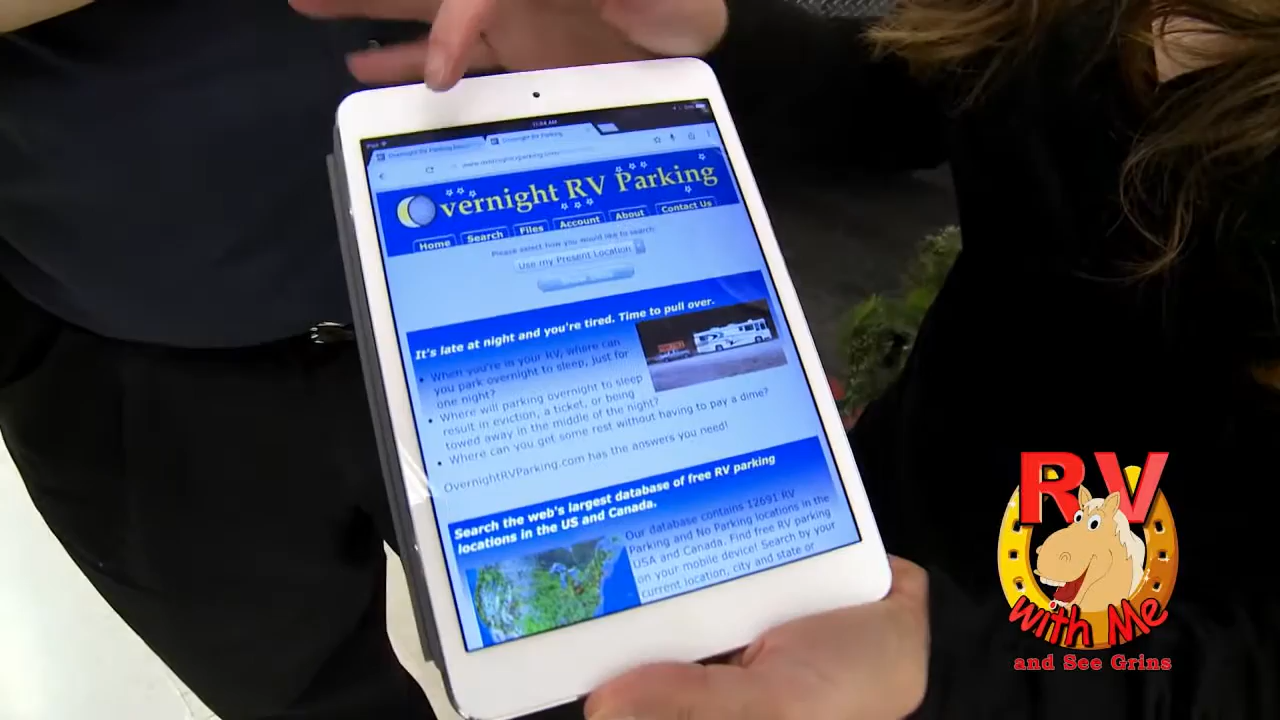 iPad
11:54 AM
Overnight RV Parking
Overnight RV Parking
Home Search Files Account About Contact Us
Please select how you would like to search:
Use my Present Location
It's late at night and you're tired. Time to pull over.
When you're in your RV, where can
you park overnight to sleep, just for
one night?
Where will parking overnight to sleep
result in eviction, a ticket, or being
towed away in the middle of the night?
Where can you get some rest without having to pay a dime?
OvernightRVParking.com has the answers you need!
Search the web's largest database of free RV parking
locations in the US and Canada.
Our database contains 12691 RV
Parking and No Parking locations in the
USA and Canada. Find free RV parking
on your mobile device! Search by your
current location, city and state or
RV
with Me
and See Grins